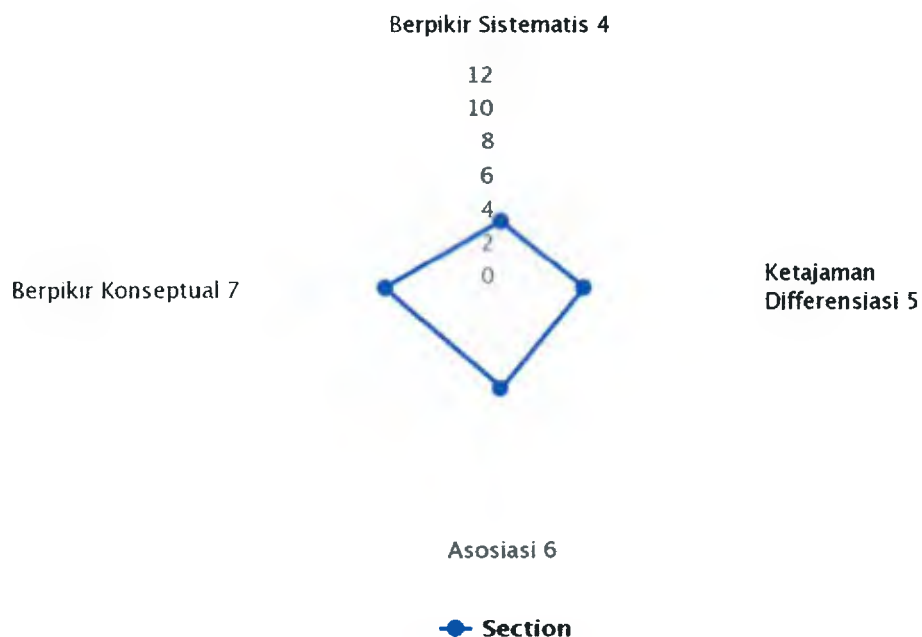 Berpikir Sistematis 4
12
10
8
6
4
2
0
Berpikir Konseptual 7
Ketajaman
Differensiasi 5
Asosiasi 6
Section